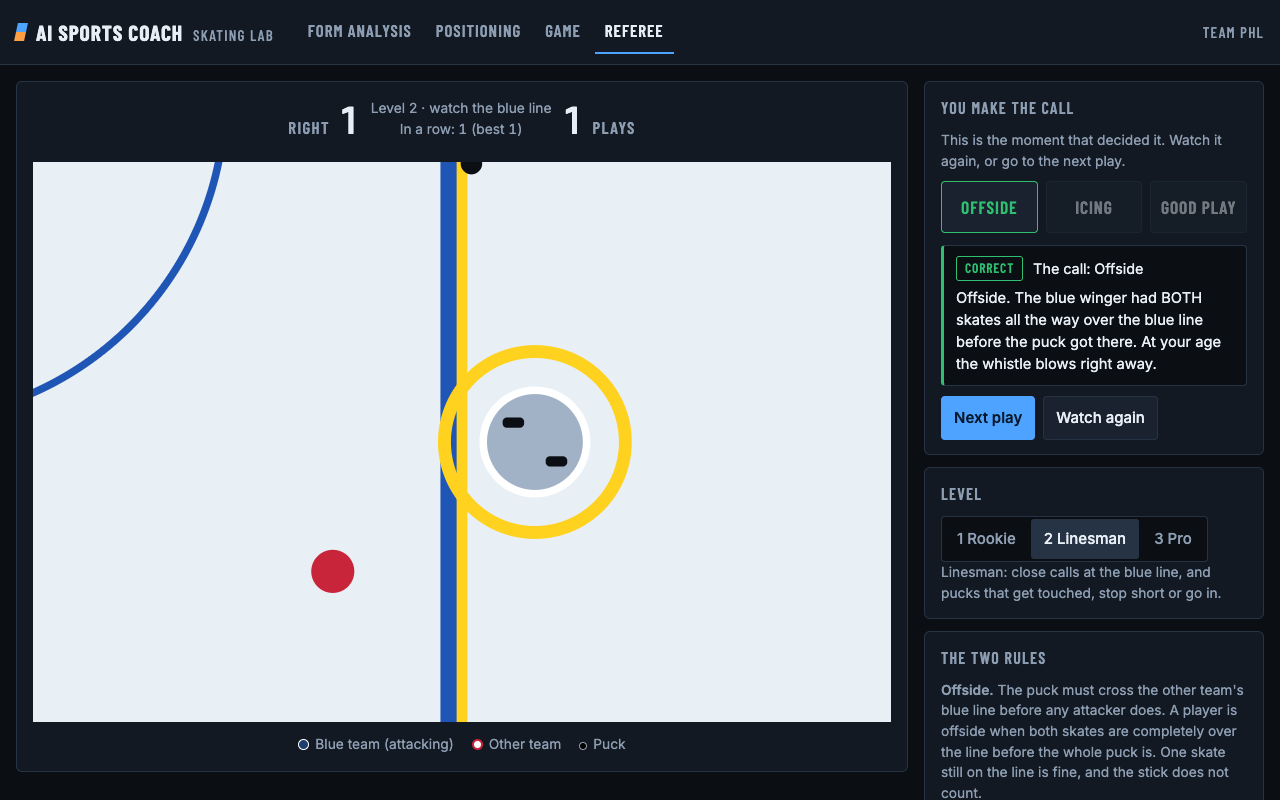 AI SPORTS COACH SKATING LAB
FORM ANALYSIS
POSITIONING
GAME
REFEREE
TEAM PHL
RIGHT 1
Level 2 · watch the blue line
In a row: 1 (best 1)
1 PLAYS
Blue team (attacking)
Other team
Puck
YOU MAKE THE CALL
This is the moment that decided it. Watch it
again, or go to the next play.
OFFSIDE
ICING
GOOD PLAY
CORRECT The call: Offside
Offside. The blue winger had BOTH
skates all the way over the blue line
before the puck got there. At your age
the whistle blows right away.
Next play
Watch again
LEVEL
1 Rookie
2 Linesman
3 Pro
Linesman: close calls at the blue line, and
pucks that get touched, stop short or go in.
THE TWO RULES
Offside. The puck must cross the other team's
blue line before any attacker does. A player is
offside when both skates are completely over
the line before the whole puck is. One skate
still on the line is fine, and the stick does not
count.